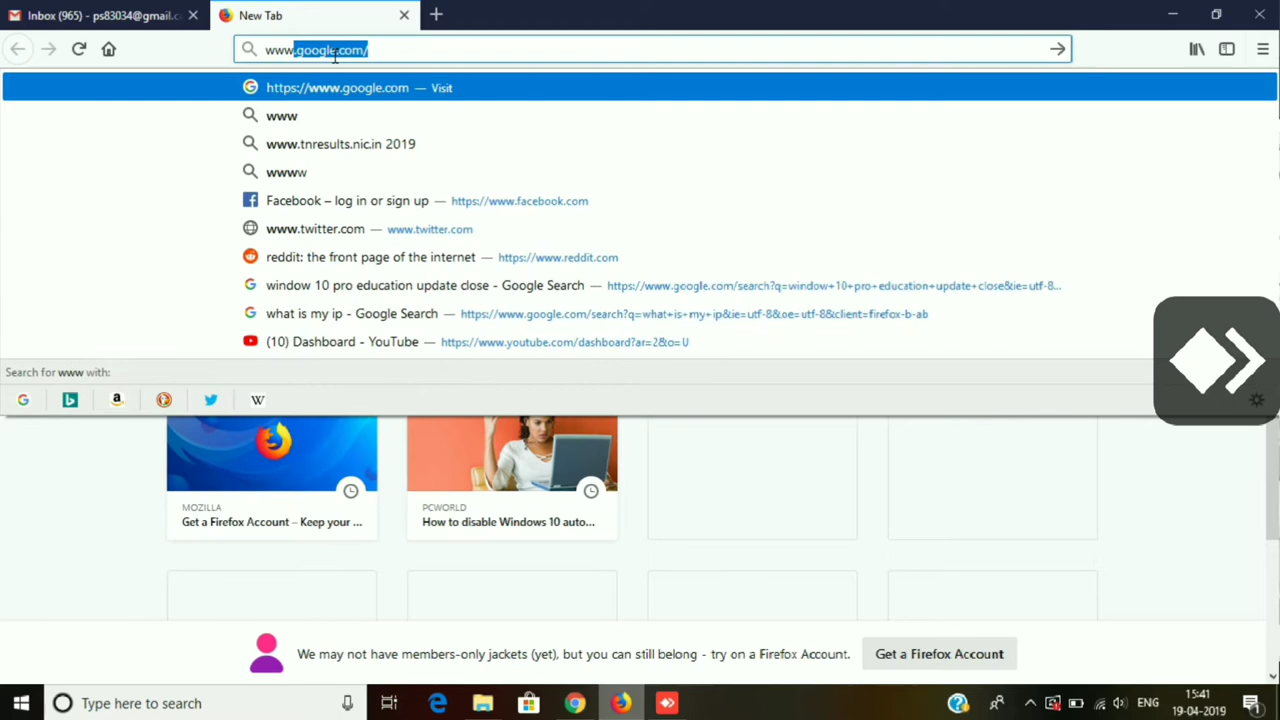 Inbox (965) - ps83034@gmail.c
New Tab
www.google.com/
https://www.google.com — Visit
www
www.tnresults.nic.in 2019
wwww
Facebook – log in or sign up — https://www.facebook.com
www.twitter.com — www.twitter.com
reddit: the front page of the internet — https://www.reddit.com
window 10 pro education update close - Google Search — https://www.google.com/search?q=window+10+pro+education+update+close&ie=utf-8...
what is my ip - Google Search — https://www.google.com/search?q=what+is+my+ip&ie=utf-8&oe=utf-8&client=firefox-b-ab
(10) Dashboard - YouTube — https://www.youtube.com/dashboard?ar=2&o=U
Search for www with:
MOZILLA
Get a Firefox Account – Keep your ...
PCWORLD
How to disable Windows 10 auto...
We may not have members-only jackets (yet), but you can still belong - try on a Firefox Account.
Get a Firefox Account
Type here to search
ENG
15:41
19-04-2019
1